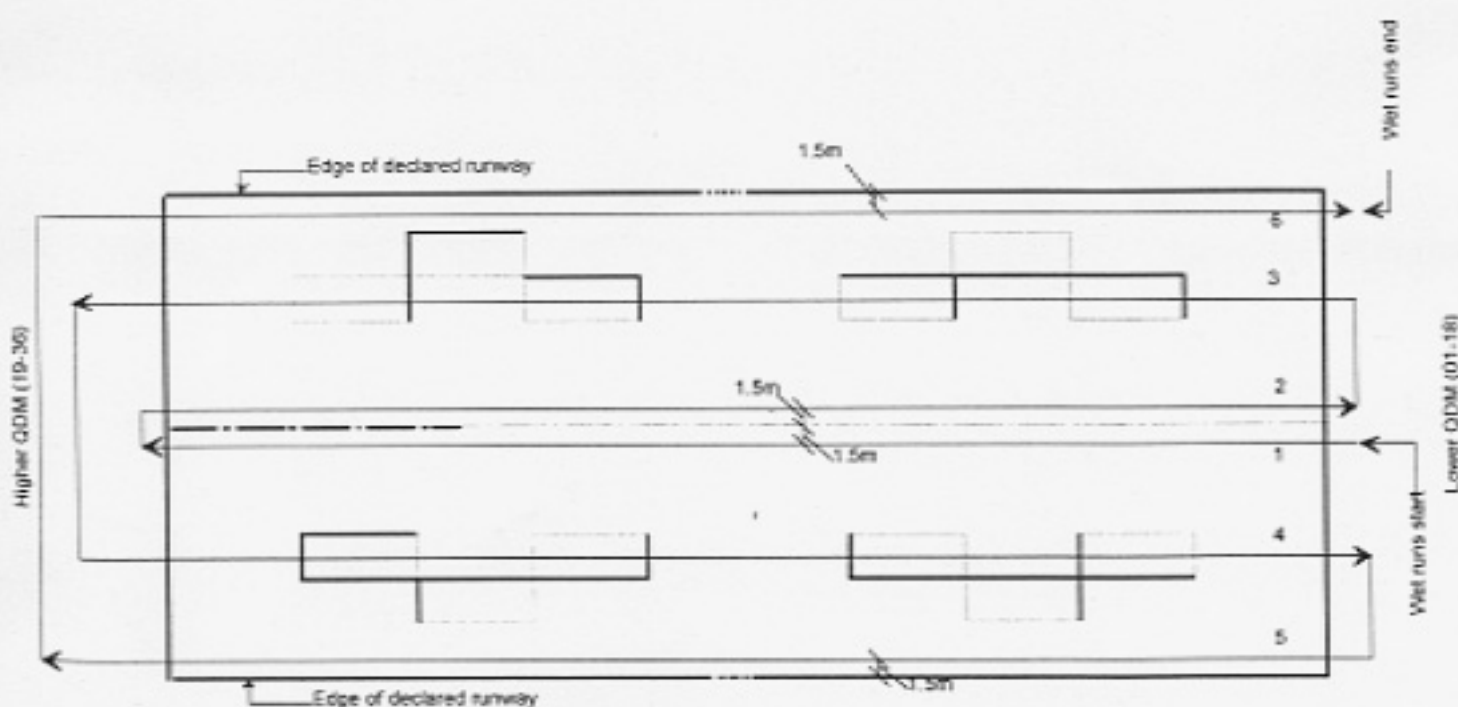 Wet runs end
Edge of declared runway
1.5m
6
3
Higher QDM (19-36)
1.5m
2
1.5m
1
Lower QDM (01-18)
4
Wet runs start
5
1.5m
Edge of declared runway